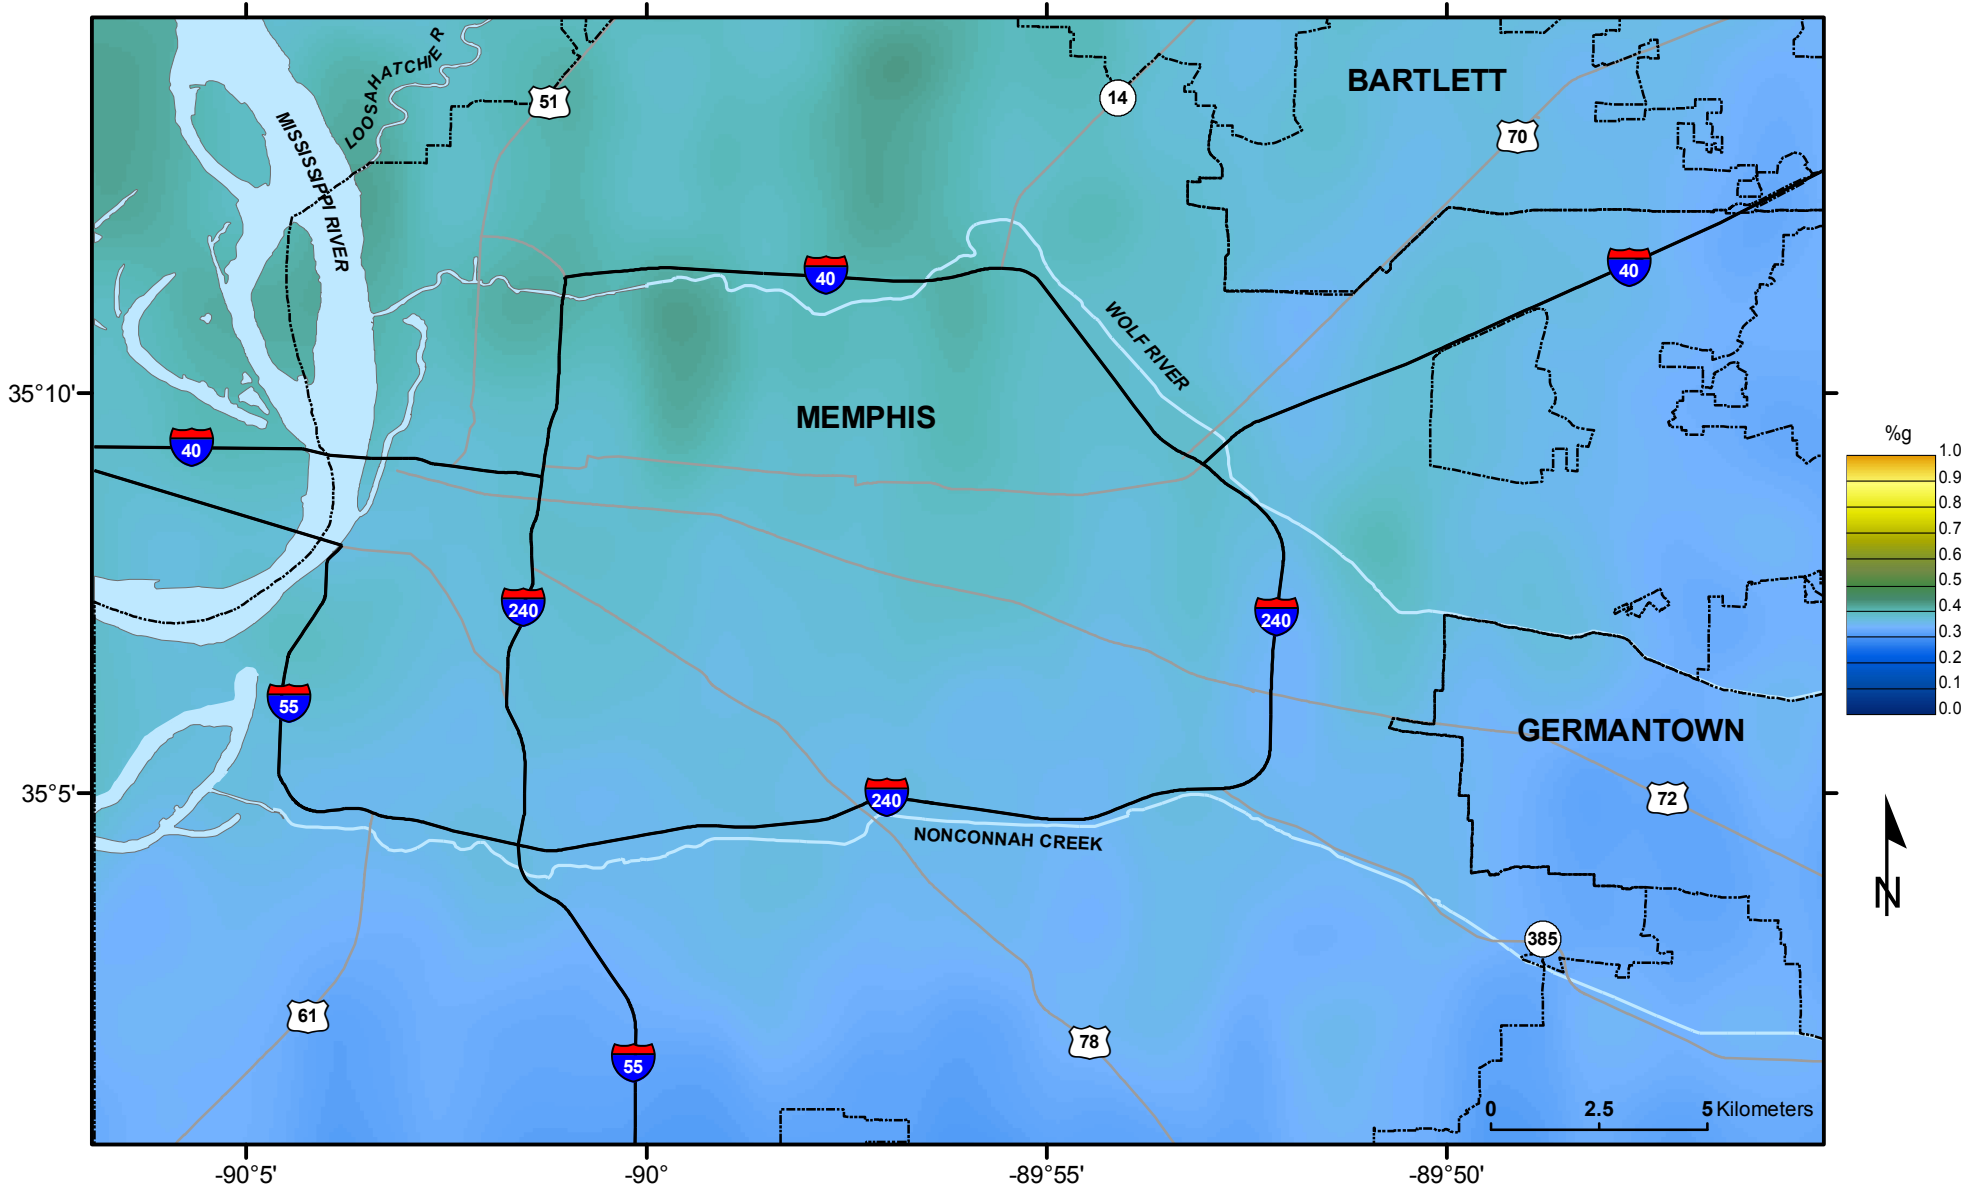 LOOSAHATCHIE R
MISSISSIPPI RIVER
51
14
BARTLETT
70
40
40
WOLF RIVER
35°10'
MEMPHIS
40
%g
1.0
0.9
0.8
0.7
0.6
0.5
0.4
0.3
0.2
0.1
0.0
240
240
55
GERMANTOWN
35°5'
240
72
NONCONNAH CREEK
N
385
61
78
55
0 2.5 5 Kilometers
-90°5' -90° -89°55' -89°50'